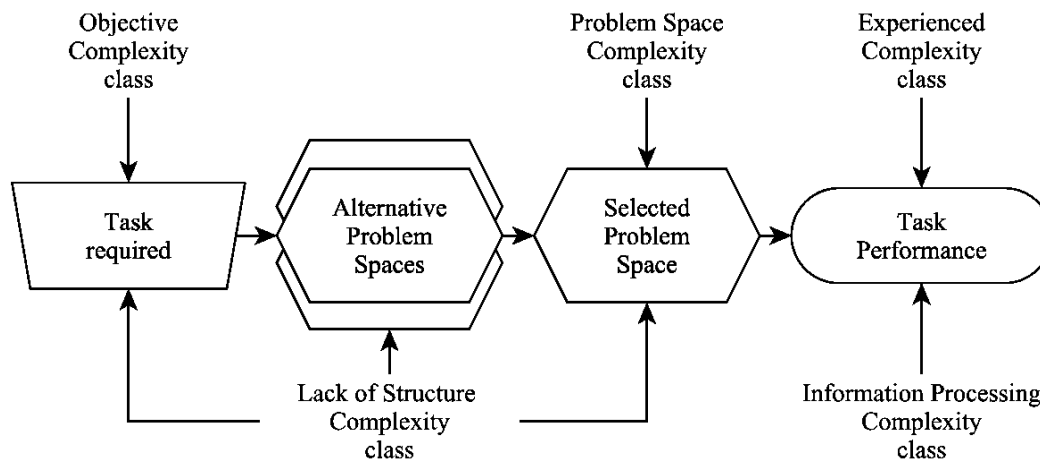 Objective
Complexity
class
Problem Space
Complexity
class
Experienced
Complexity
class
Task
required
Alternative
Problem
Spaces
Selected
Problem
Space
Task
Performance
Lack of Structure
Complexity
class
Information Processing
Complexity
class